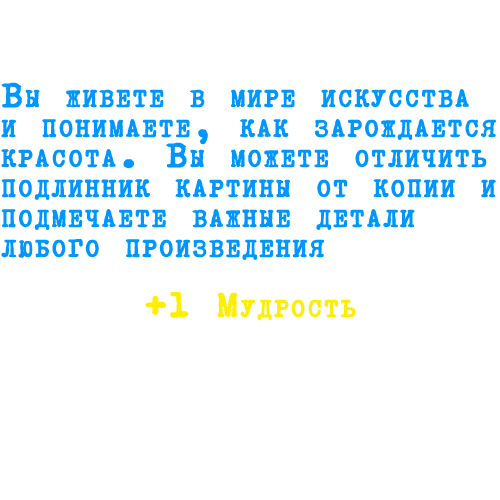 Вы живете в мире искусства
и понимаете, как зарождается
красота. Вы можете отличить
подлинник картины от копии и
подмечаете важные детали
любого произведения
+1 Мудрость